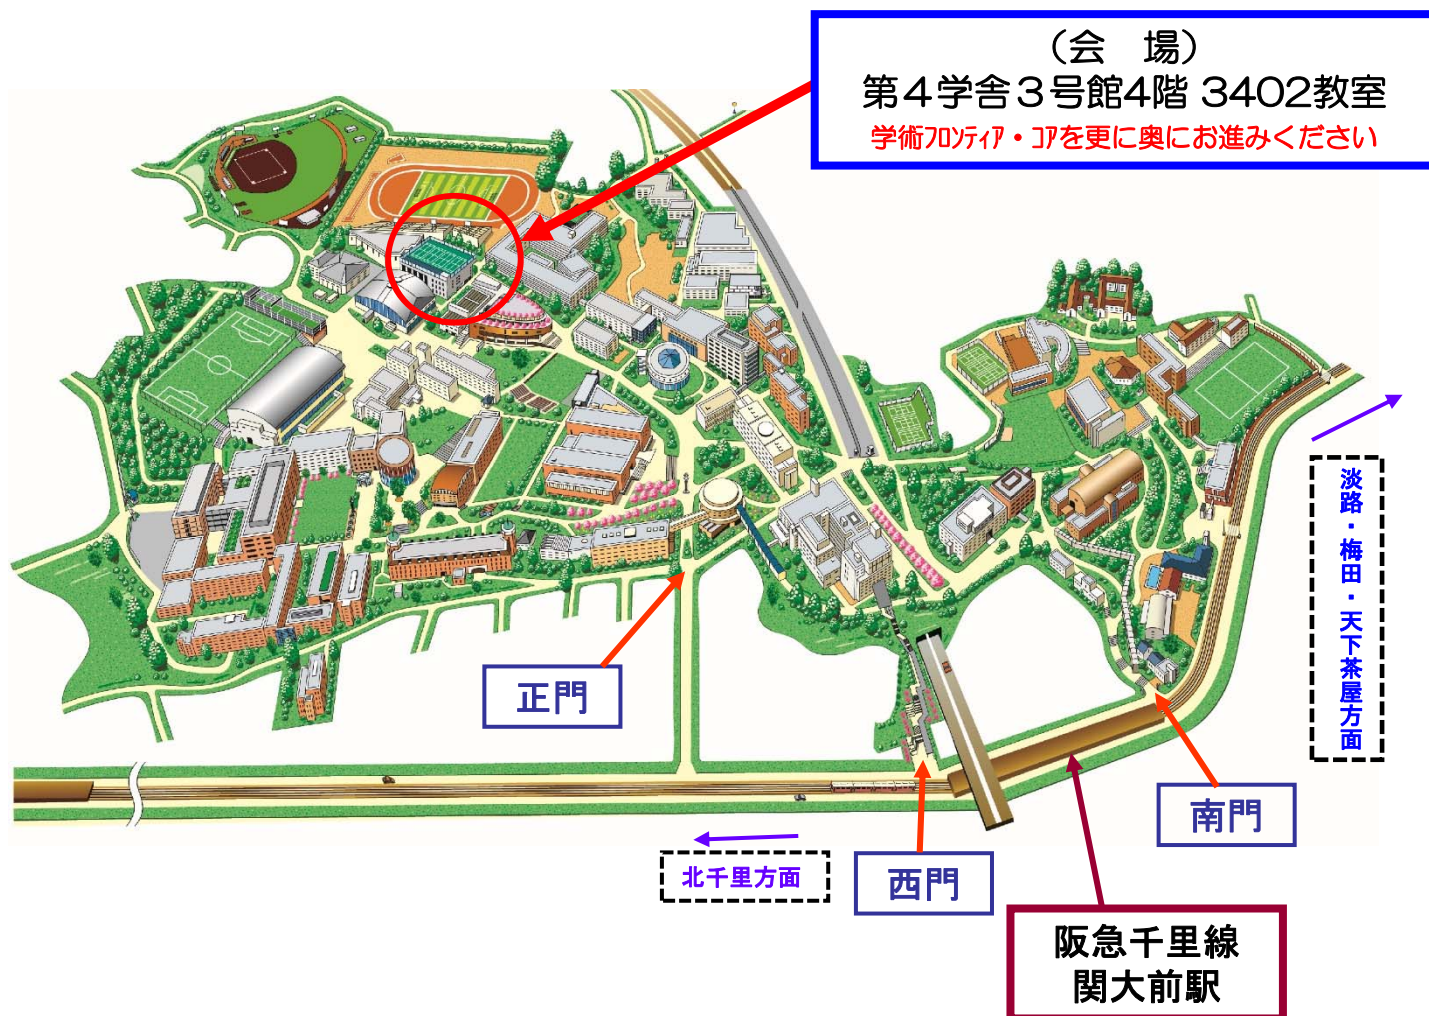 （会　場）
第４学舎３号館4階 3402教室
学術ﾌﾛﾝﾃｨｱ・ｺｱを更に奥にお進みください
淡路・梅田・天下茶屋方面
正門
南門
北千里方面
西門
阪急千里線
関大前駅